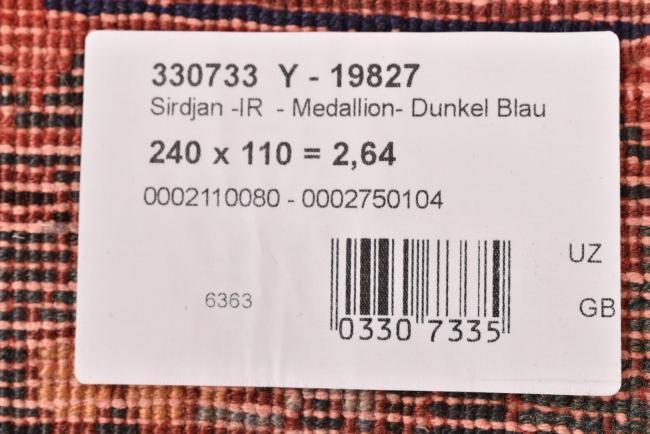 330733 Y - 19827
Sirdjan -IR - Medallion- Dunkel Blau
240 x 110 = 2,64
0002110080 - 0002750104
UZ
6363
GB
0330 7335